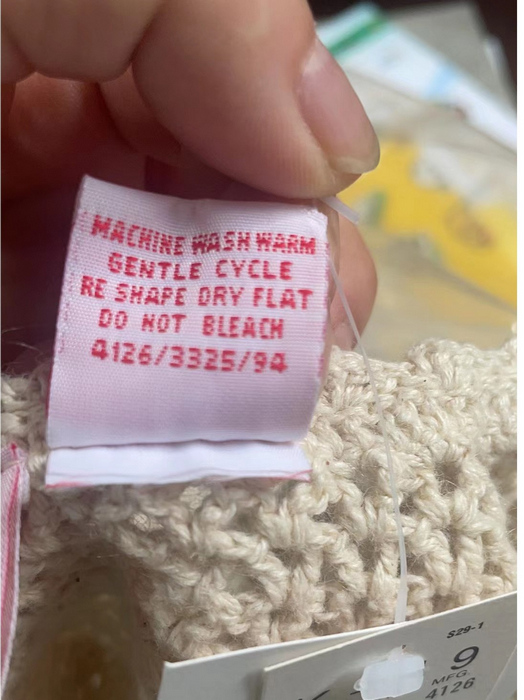 MACHINE WASH WARM
GENTLE CYCLE
RE SHAPE DRY FLAT
DO NOT BLEACH
4126/3325/94
S29-1
9
MFG.
4126